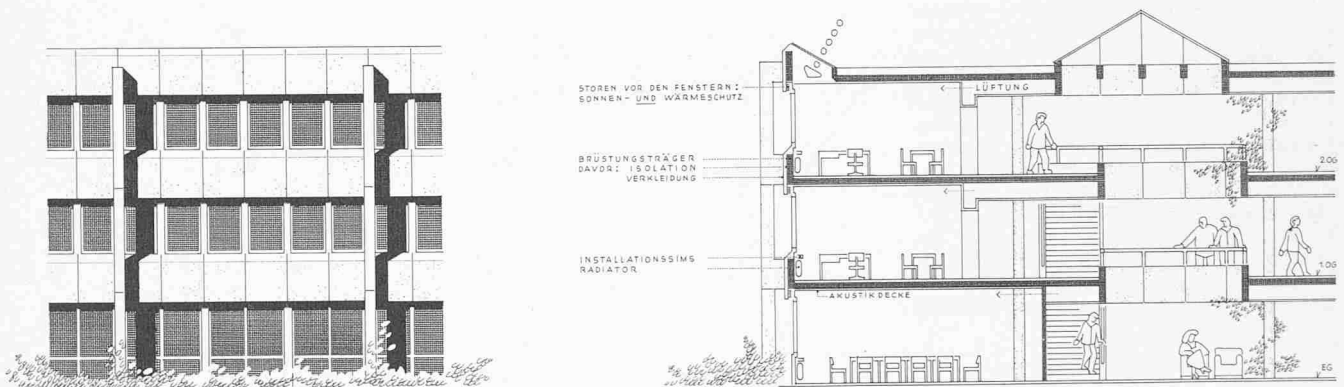 STOREN VOR DEN FENSTERN:
SONNEN- UND WÄRMESCHUTZ
LÜFTUNG
BRÜSTUNGSTRÄGER
DAVOR: ISOLATION
VERKLEIDUNG
2.OG
INSTALLATIONSSIMS
RADIATOR
1.OG
AKUSTIKDECKE
EG